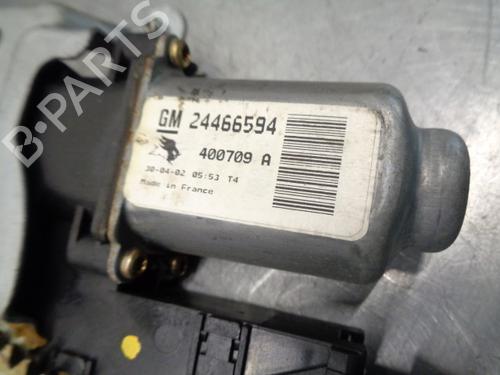 B-PARTS
GM 24466594
400709 A
30-04-02 05:53 T4
Made in France